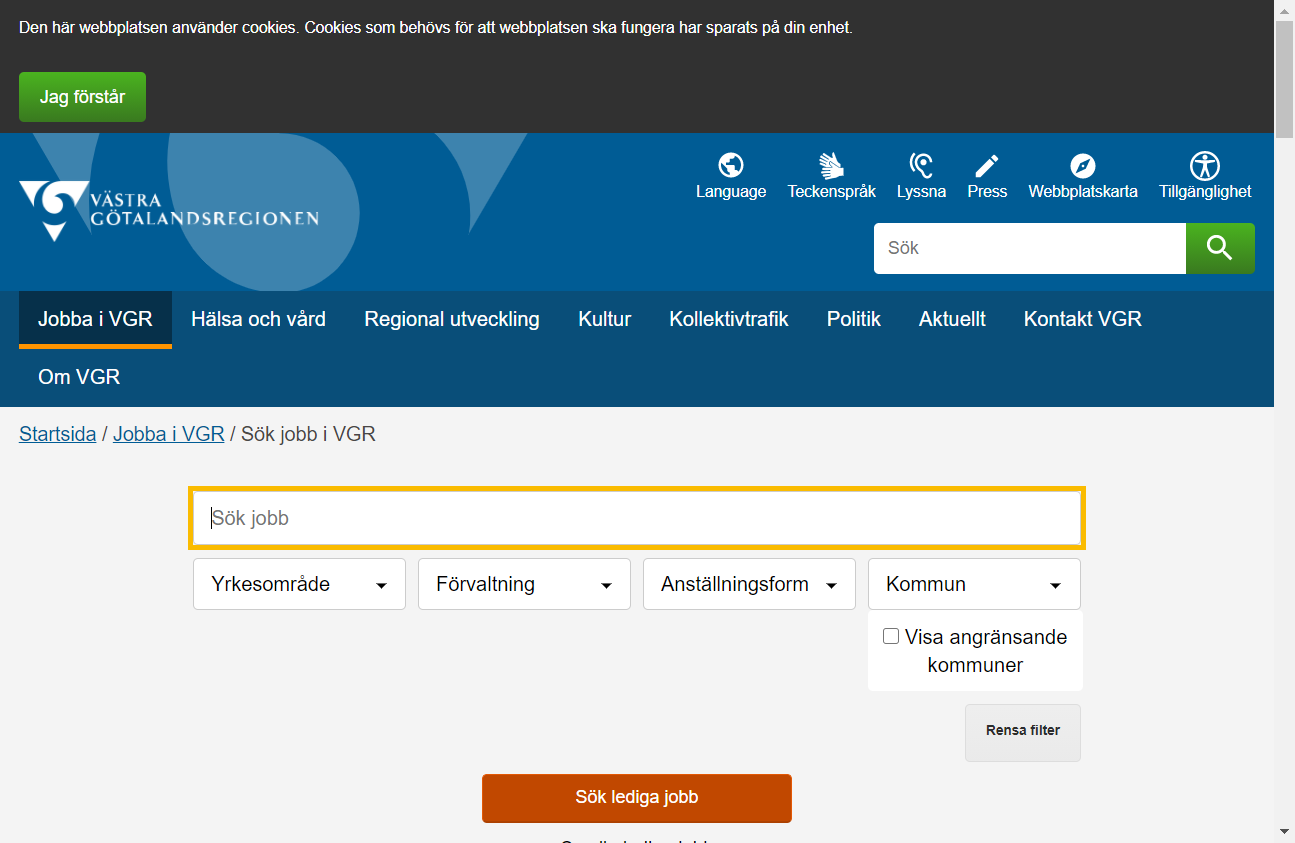 Den här webbplatsen använder cookies. Cookies som behövs för att webbplatsen ska fungera har sparats på din enhet.
Jag förstår
VÄSTRA
GÖTALANDSREGIONEN
Language Teckenspråk Lyssna Press Webbplatskarta Tillgänglighet
Sök
Jobba i VGR Hälsa och vård Regional utveckling Kultur Kollektivtrafik Politik Aktuellt Kontakt VGR
Om VGR
Startsida / Jobba i VGR / Sök jobb i VGR
Sök jobb
Yrkesområde Förvaltning Anställningsform Kommun
Visa angränsande
kommuner
Rensa filter
Sök lediga jobb